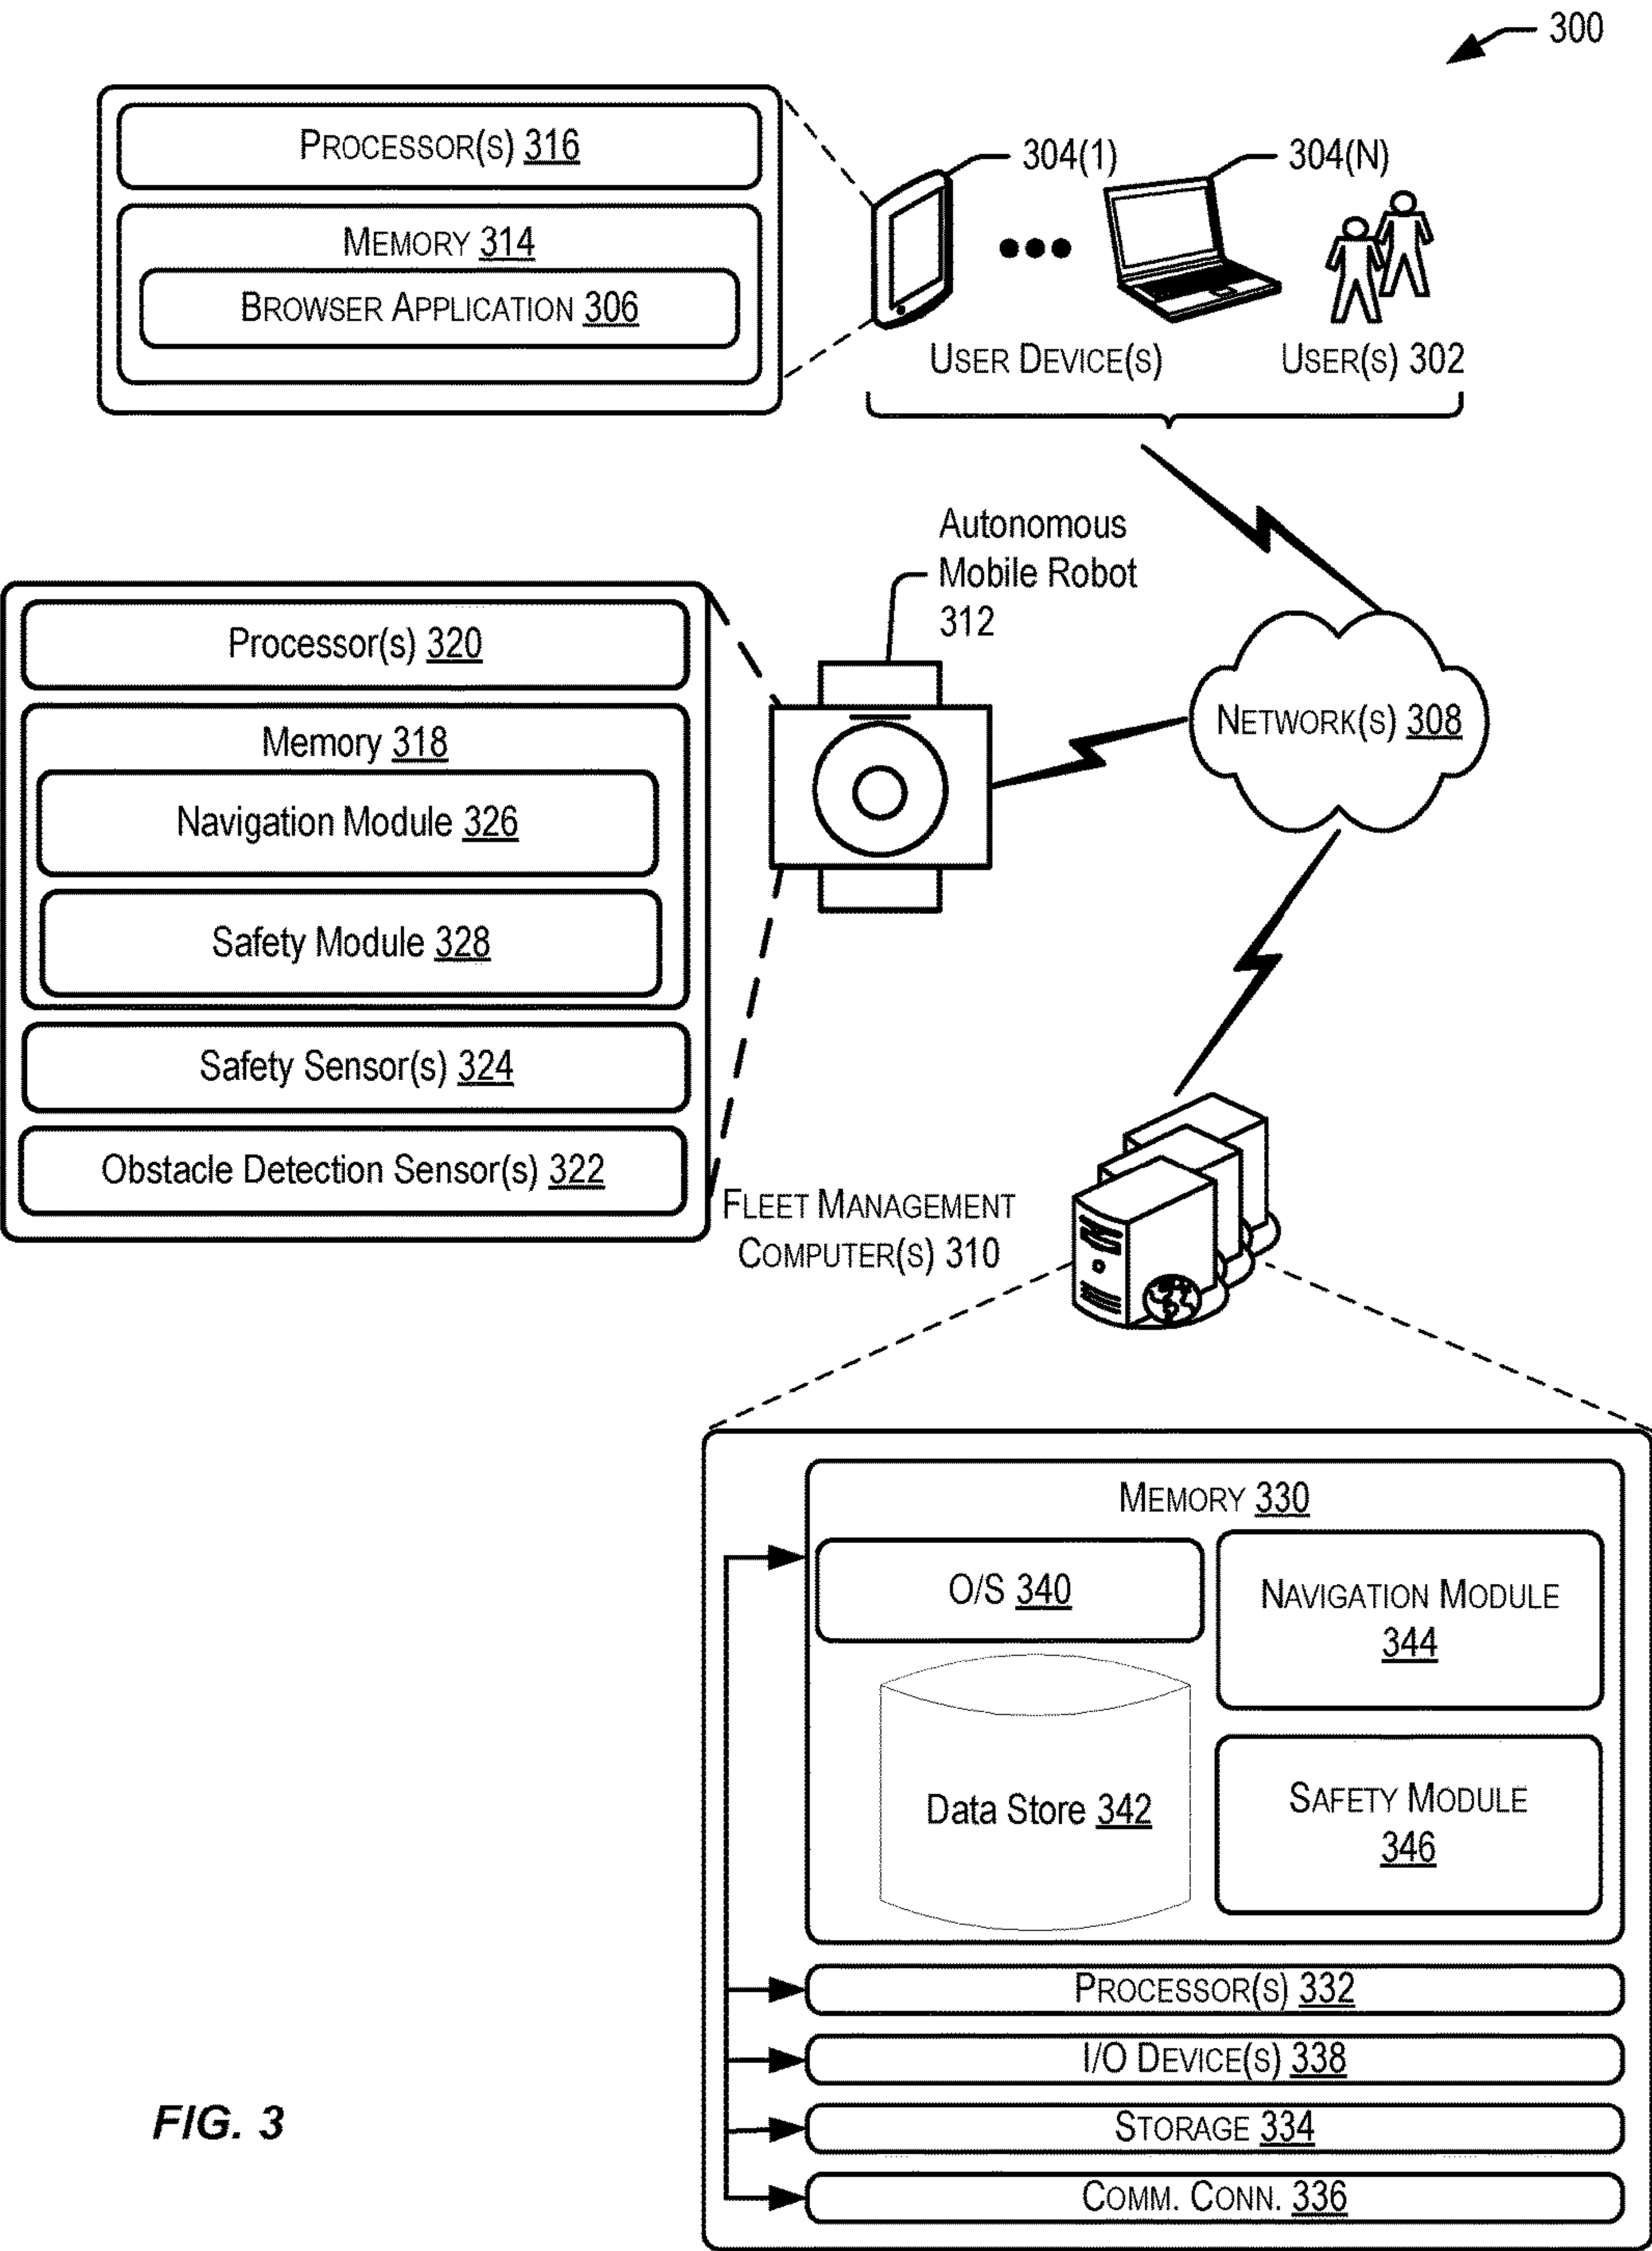 300
PROCESSOR(S) 316
MEMORY 314
BROWSER APPLICATION 306
304(1)
304(N)
USER DEVICE(S)
USER(S) 302
Autonomous
Mobile Robot
312
Processor(s) 320
Memory 318
Navigation Module 326
Safety Module 328
Safety Sensor(s) 324
Obstacle Detection Sensor(s) 322
NETWORK(S) 308
FLEET MANAGEMENT
COMPUTER(S) 310
MEMORY 330
O/S 340
NAVIGATION MODULE
344
Data Store 342
SAFETY MODULE
346
PROCESSOR(S) 332
I/O DEVICE(S) 338
STORAGE 334
COMM. CONN. 336
FIG. 3